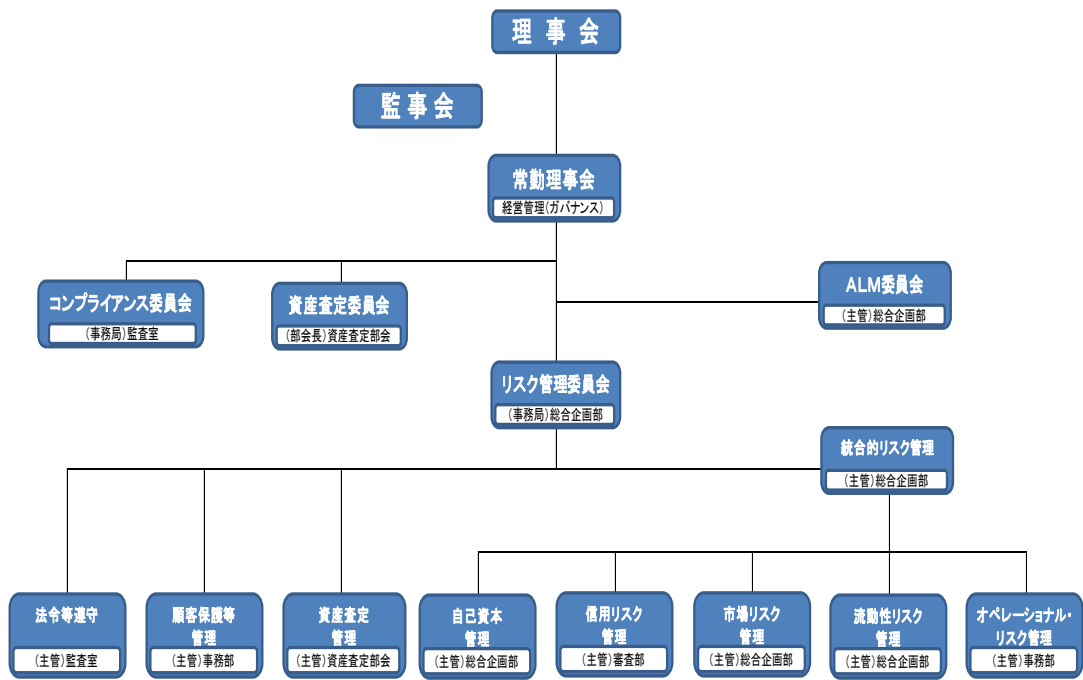 理事会
監事会
常勤理事会
経営管理(ガバナンス)
コンプライアンス委員会
(事務局)監査室
資産査定委員会
(部会長)資産査定部会
ALM委員会
(主管)総合企画部
リスク管理委員会
(事務局)総合企画部
統合的リスク管理
(主管)総合企画部
法令等遵守
(主管)監査室
顧客保護等
管理
(主管)事務部
資産査定
管理
(主管)資産査定部会
自己資本
管理
(主管)総合企画部
信用リスク
管理
(主管)審査部
市場リスク
管理
(主管)総合企画部
流動性リスク
管理
(主管)総合企画部
オペレーショナル・
リスク管理
(主管)事務部